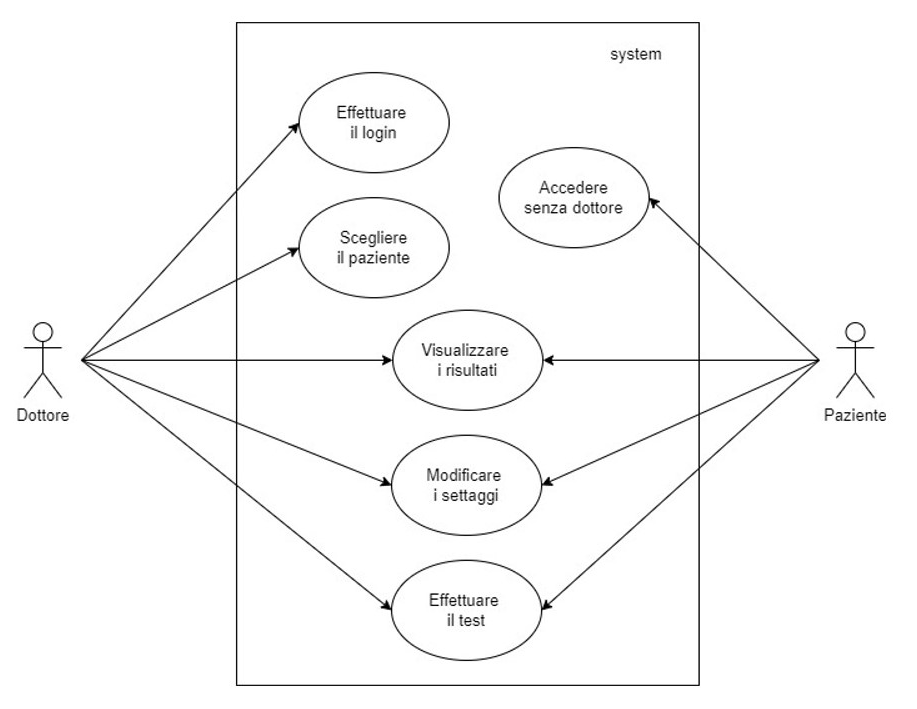 system
Effettuare
il login
Accedere
senza dottore
Scegliere
il paziente
Visualizzare
i risultati
Dottore
Paziente
Modificare
i settaggi
Effettuare
il test